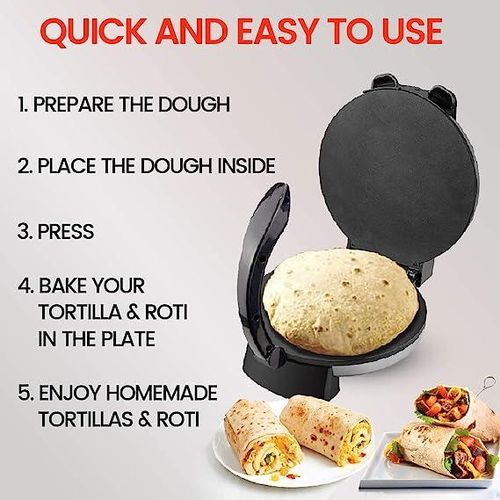 QUICK AND EASY TO USE
1. PREPARE THE DOUGH
2. PLACE THE DOUGH INSIDE
3. PRESS
4. BAKE YOUR
TORTILLA & ROTI
IN THE PLATE
5. ENJOY HOMEMADE
TORTILLAS & ROTI